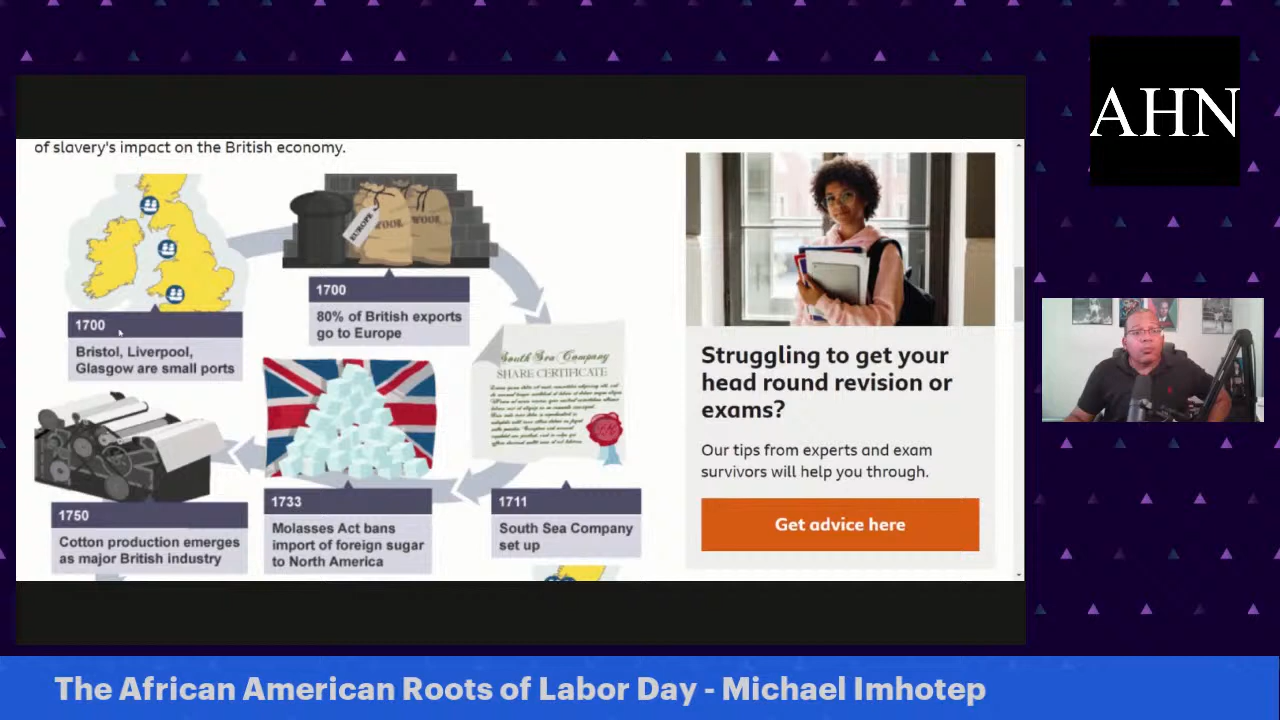 AHN
of slavery's impact on the British economy.
EUROPE
WOOL
WOOL
1700
Bristol, Liverpool,
Glasgow are small ports
1700
80% of British exports
go to Europe
South Sea Company
SHARE CERTIFICATE
1711
South Sea Company
set up
1733
Molasses Act bans
import of foreign sugar
to North America
1750
Cotton production emerges
as major British industry
Struggling to get your
head round revision or
exams?
Our tips from experts and exam
survivors will help you through.
Get advice here
The African American Roots of Labor Day - Michael Imhotep